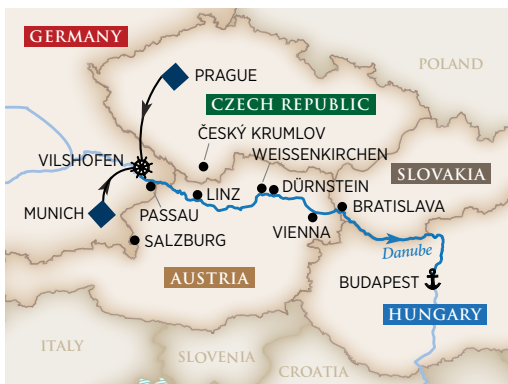 GERMANY
POLAND
PRAGUE
CZECH REPUBLIC
ČESKÝ KRUMLOV
WEISSENKIRCHEN
VILSHOFEN
SLOVAKIA
LINZ
DÜRNSTEIN
MUNICH
PASSAU
BRATISLAVA
VIENNA
SALZBURG
Danube
AUSTRIA
BUDAPEST
HUNGARY
ITALY
SLOVENIA
CROATIA